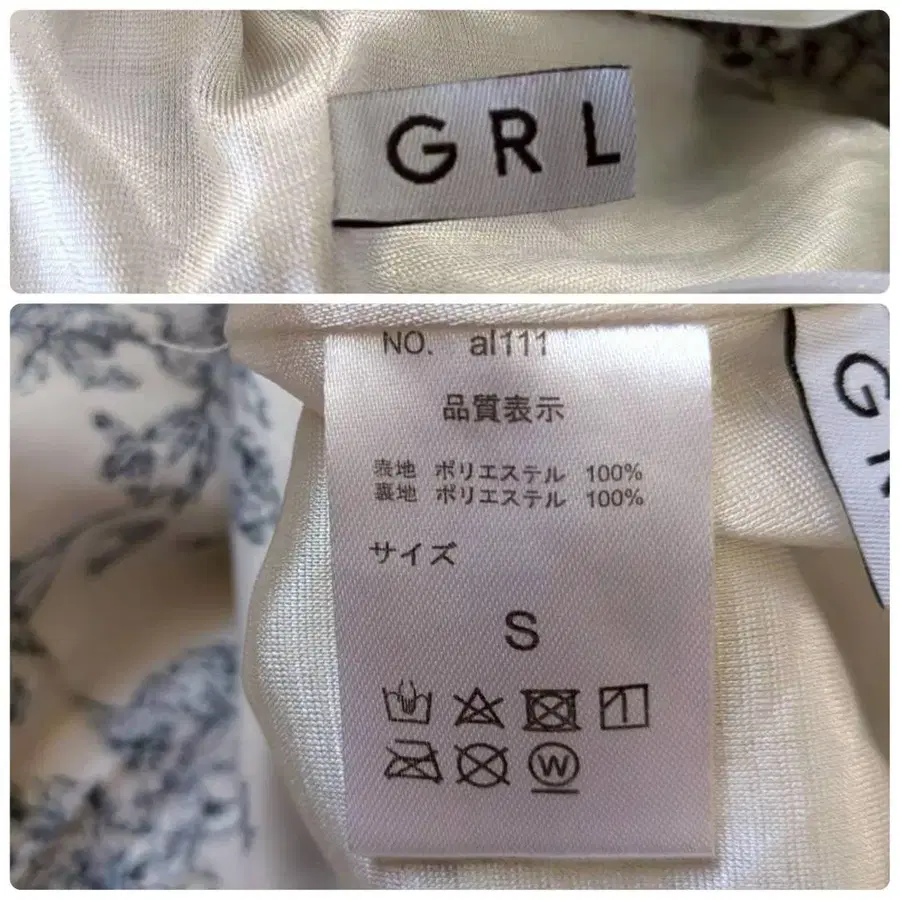 GRL
NO. al111
品質表示
表地 ポリエステル 100%
裏地 ポリエステル 100%
サイズ
S
W
G R